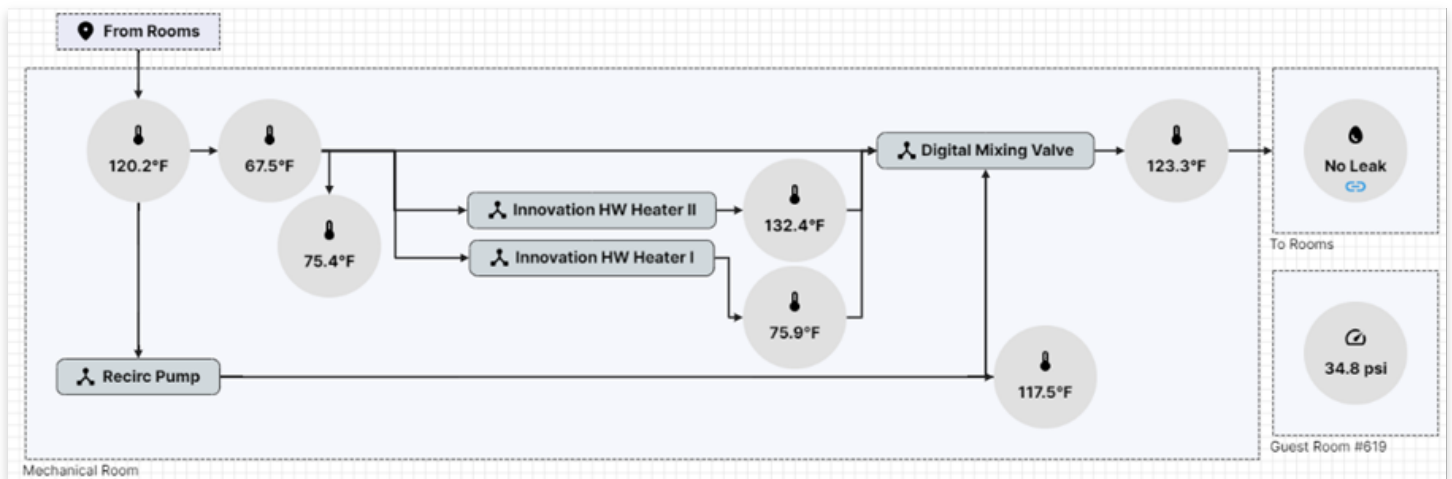 From Rooms
120.2°F
67.5°F
75.4°F
Innovation HW Heater II
132.4°F
Innovation HW Heater I
75.9°F
Digital Mixing Valve
123.3°F
No Leak
To Rooms
Recirc Pump
117.5°F
34.8 psi
Guest Room #619
Mechanical Room